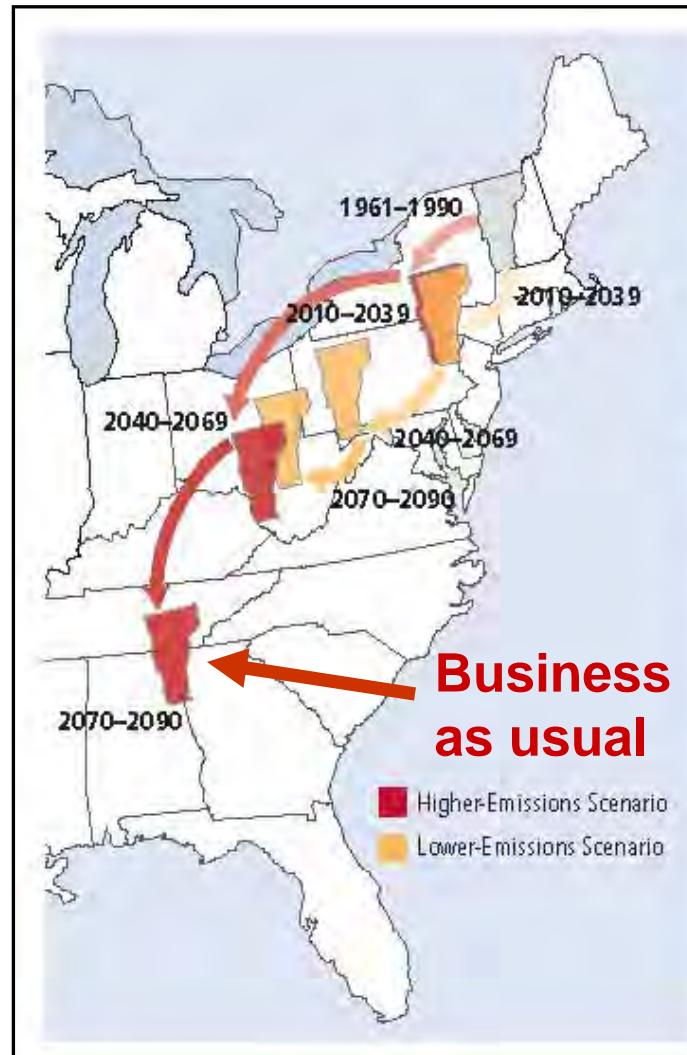 1961–1990
2010–2039
2010–2039
2040–2069
2040–2069
2070–2090
2070–2090
Business
as usual
Higher-Emissions Scenario
Lower-Emissions Scenario